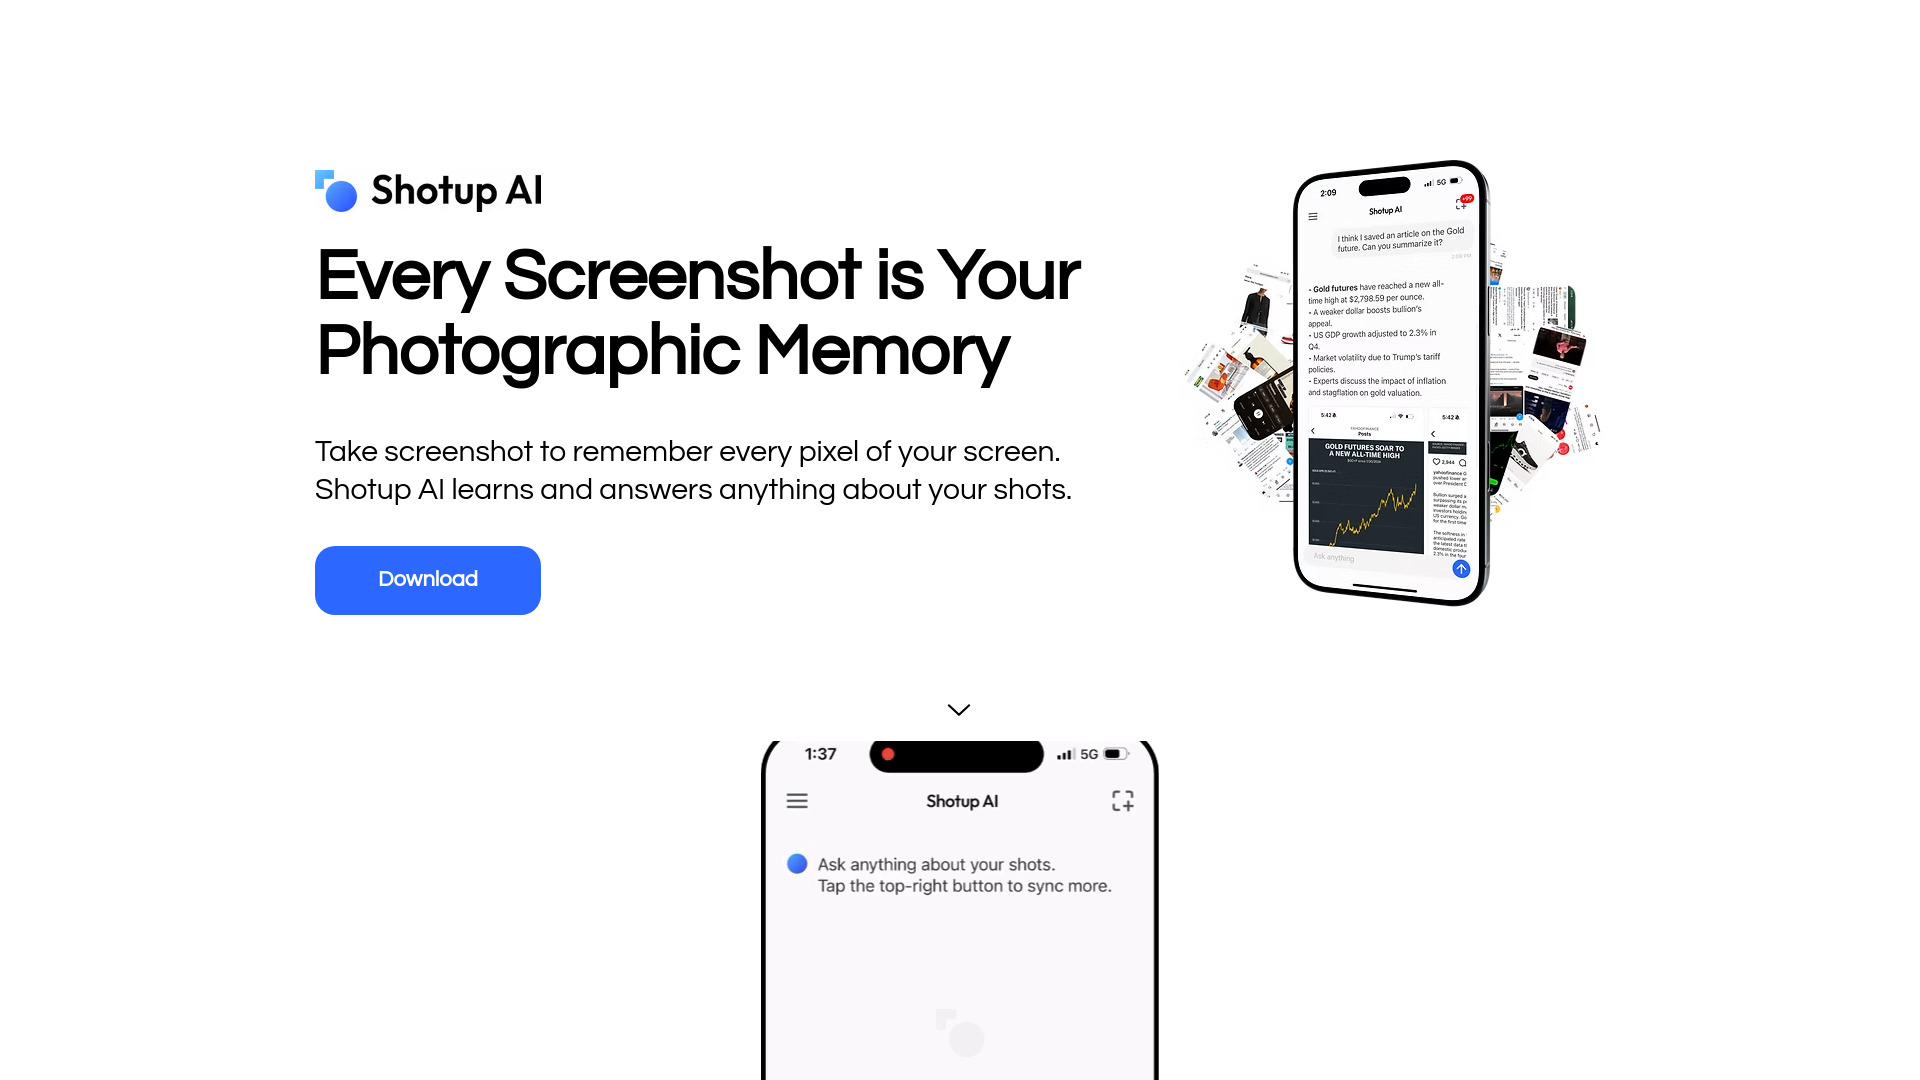 Shotup AI
Every Screenshot is Your
Photographic Memory
Take screenshot to remember every pixel of your screen.
Shotup AI learns and answers anything about your shots.
Download
2:09
5G
+99
Shotup AI
I think I saved an article on the Gold
future. Can you summarize it?
2:08 PM
• Gold futures have reached a new all-
time high at $2,798.59 per ounce.
• A weaker dollar boosts bullion's
appeal.
• US GDP growth adjusted to 2.3% in
Q4.
• Market volatility due to Trump's tariff
policies.
• Experts discuss the impact of inflation
and stagflation on gold valuation.
5:42
5:42
YAHOOFINANCE
Posts
GOLD FUTURES SOAR TO
A NEW ALL-TIME HIGH
2,944
Ask anything
1:37
5G
Shotup AI
Ask anything about your shots.
Tap the top-right button to sync more.